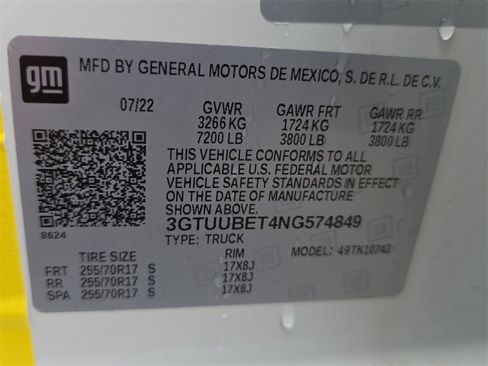 gm
MFD BY GENERAL MOTORS DE MEXICO, S. DE R.L. DE C.V.
07/22 GVWR GAWR FRT GAWR RR
3266 KG 1724 KG 1724 KG
7200 LB 3800 LB 3800 LB
THIS VEHICLE CONFORMS TO ALL
APPLICABLE U.S. FEDERAL MOTOR
VEHICLE SAFETY STANDARDS IN EFFECT
ON THE DATE OF MANUFACTURE
SHOWN ABOVE.
8624 3GTUUBET4NG574849
TYPE: TRUCK MODEL: 49TK10743
TIRE SIZE RIM
FRT 255/70R17 S 17X8J
RR 255/70R17 S 17X8J
SPA 255/70R17 S 17X8J